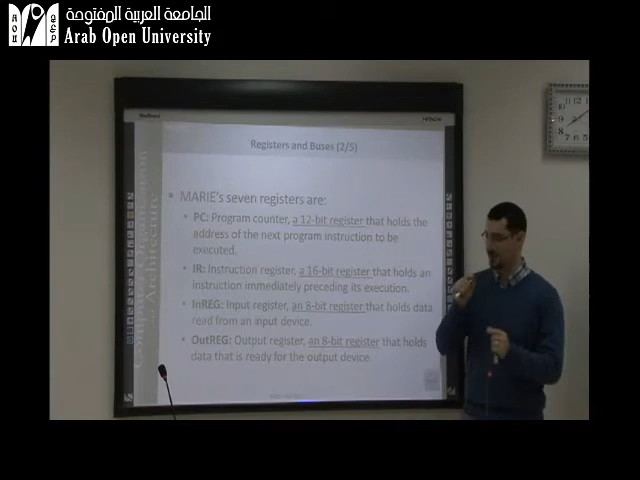 الجامعة العربية المفتوحة
Arab Open University
Registers and Buses (2/5)
• MARIE's seven registers are:
• PC: Program counter, a 12-bit register that holds the
address of the next program instruction to be
executed.
• IR: Instruction register, a 16-bit register that holds an
instruction immediately preceding its execution.
• InREG: Input register, an 8-bit register that holds data
read from an input device.
• OutREG: Output register, an 8-bit register that holds
data that is ready for the output device.
Computer Organization
Architecture
HITACHI